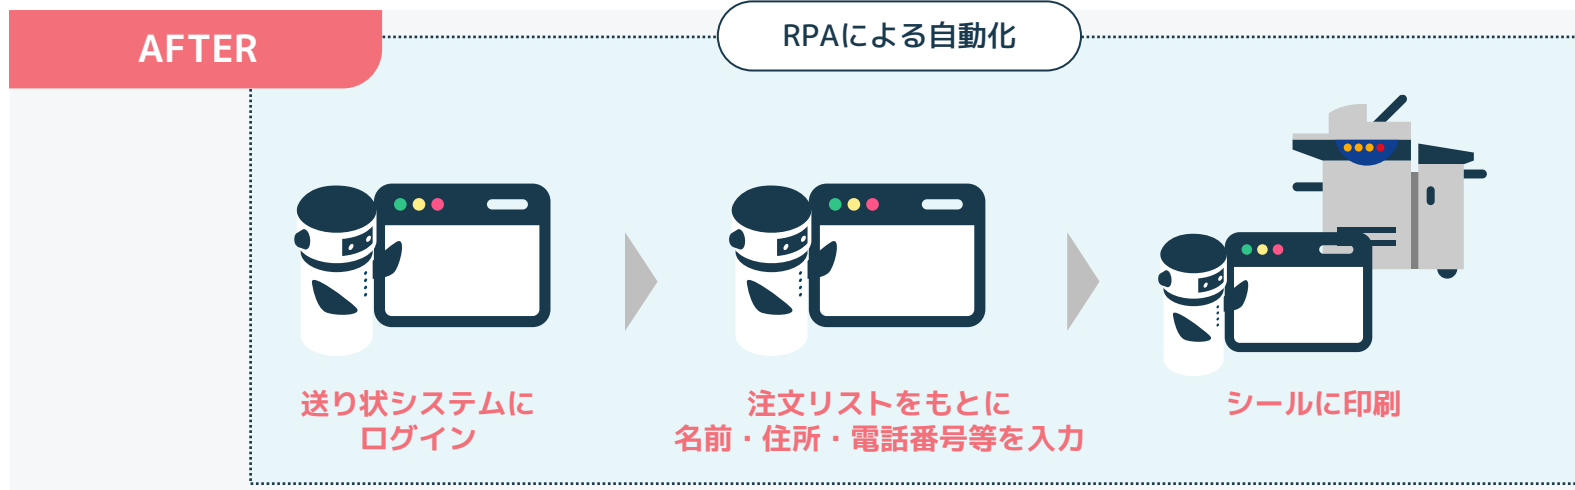 AFTER
RPAによる自動化
送り状システムに
ログイン
注文リストをもとに
名前・住所・電話番号等を入力
シールに印刷